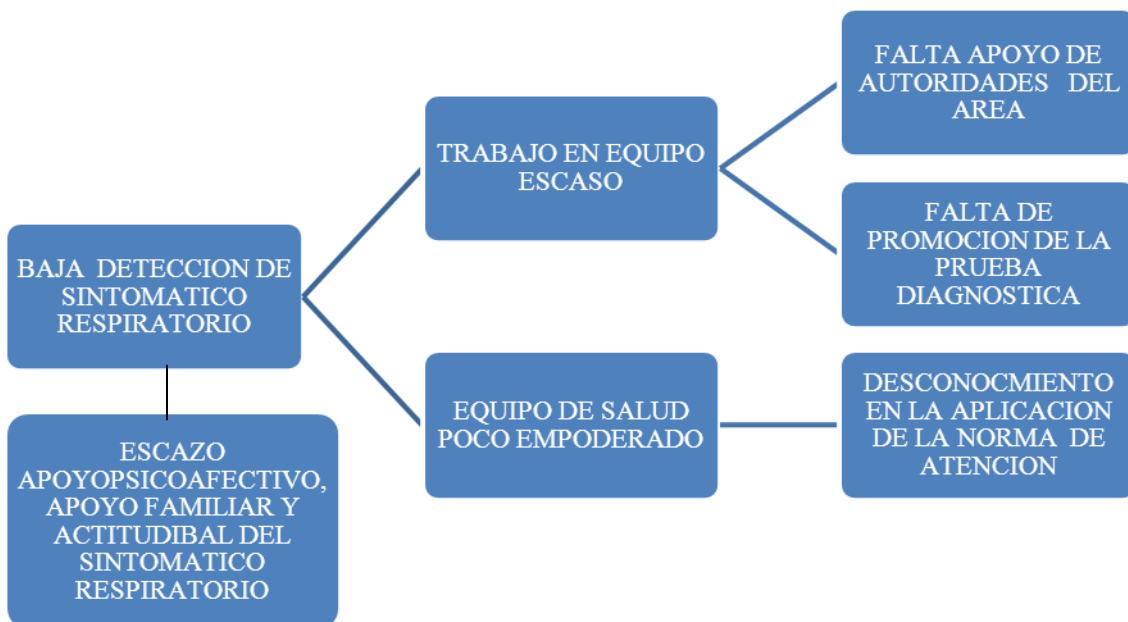 BAJA DETECCION DE
SINTOMATICO
RESPIRATORIO
ESCAZO
APOYOPSICOAFECTIVO,
APOYO FAMILIAR Y
ACTITUDIBAL DEL
SINTOMATICO
RESPIRATORIO
TRABAJO EN EQUIPO
ESCASO
FALTA APOYO DE
AUTORIDADES DEL
AREA
FALTA DE
PROMOCION DE LA
PRUEBA
DIAGNOSTICA
EQUIPO DE SALUD
POCO EMPODERADO
DESCONOCMIENTO
EN LA APLICACION
DE LA NORMA DE
ATENCION